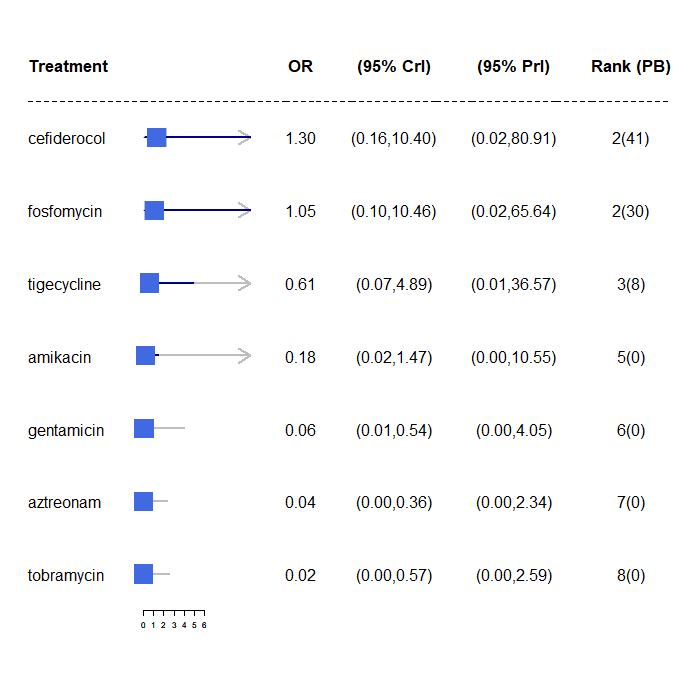 Treatment OR (95% CrI) (95% PrI) Rank (PB)
cefiderocol 1.30 (0.16,10.40) (0.02,80.91) 2(41)
fosfomycin 1.05 (0.10,10.46) (0.02,65.64) 2(30)
tigecycline 0.61 (0.07,4.89) (0.01,36.57) 3(8)
amikacin 0.18 (0.02,1.47) (0.00,10.55) 5(0)
gentamicin 0.06 (0.01,0.54) (0.00,4.05) 6(0)
aztreonam 0.04 (0.00,0.36) (0.00,2.34) 7(0)
tobramycin 0.02 (0.00,0.57) (0.00,2.59) 8(0)
0 1 2 3 4 5 6